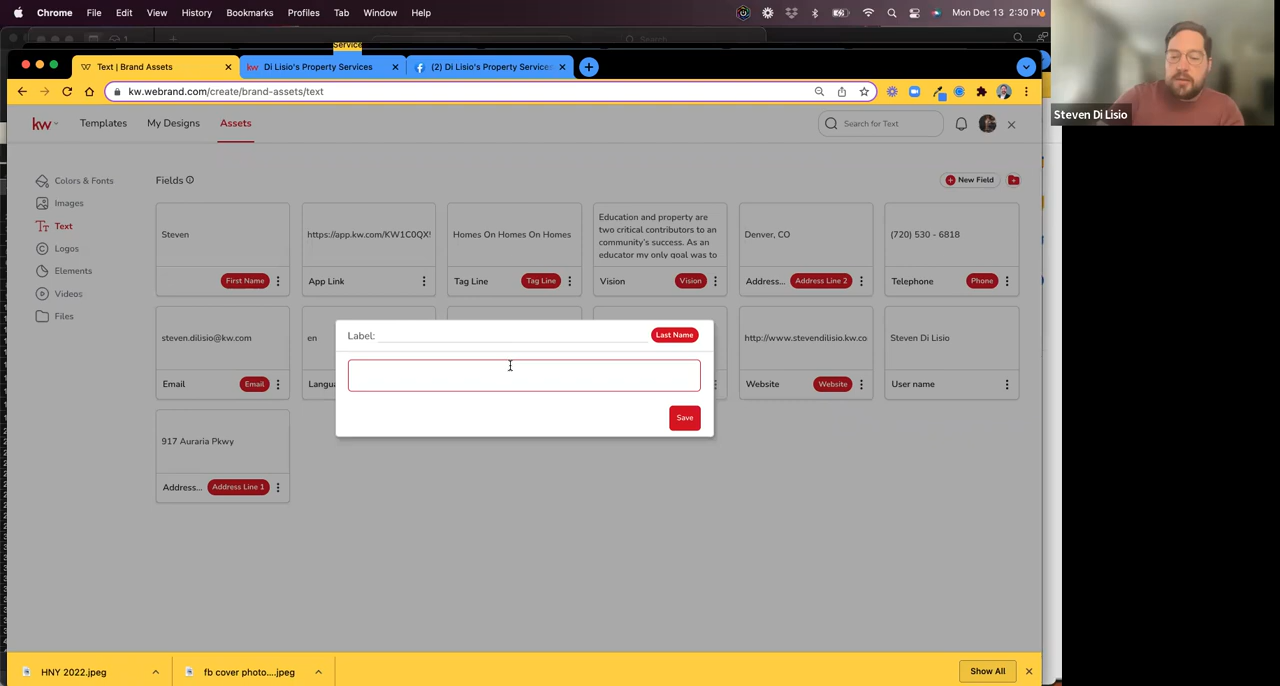 Chrome File Edit View History Bookmarks Profiles Tab Window Help Mon Dec 13 2:30 PM
1 Search
Service
Text | Brand Assets Di Lisio's Property Services (2) Di Lisio's Property Services
kw.webrand.com/create/brand-assets/text
Steven Di Lisio
kw Templates My Designs Assets Search for Text
Colors & Fonts
Images
Text
Logos
Elements
Videos
Files
Fields New Field
Steven
First Name
https://app.kw.com/KW1C0QX!
App Link
Homes On Homes On Homes
Tag Line Tag Line
Education and property are
two critical contributors to an
community's success. As an
educator my only goal was to
Vision Vision
Denver, CO
Address... Address Line 2
(720) 530 - 6818
Telephone Phone
steven.dilisio@kw.com
Email Email
en
Langua
Label: Last Name
Save
http://www.stevendilisio.kw.co
Website Website
Steven Di Lisio
User name
917 Auraria Pkwy
Address... Address Line 1
HNY 2022.jpeg fb cover photo....jpeg Show All